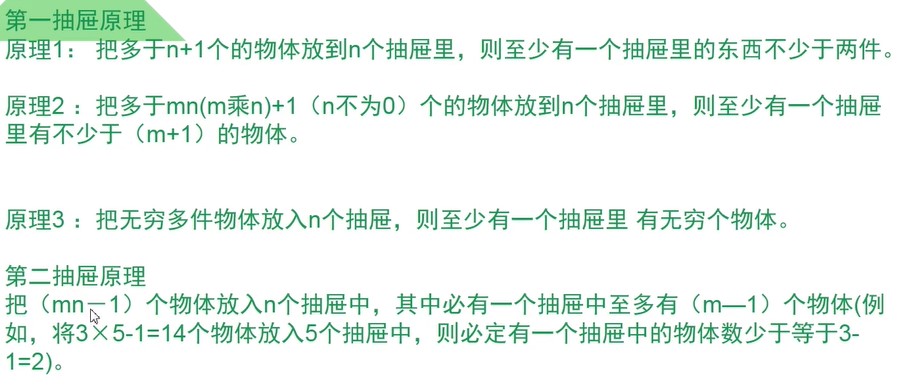 第一抽屉原理
原理1： 把多于n+1个的物体放到n个抽屉里，则至少有一个抽屉里的东西不少于两件。
原理2 ：把多于mn(m乘n)+1（n不为0）个的物体放到n个抽屉里，则至少有一个抽屉
里有不少于（m+1）的物体。
原理3 ：把无穷多件物体放入n个抽屉，则至少有一个抽屉里 有无穷个物体。
第二抽屉原理
把（mn－1）个物体放入n个抽屉中，其中必有一个抽屉中至多有（m—1）个物体(例
如，将3×5-1=14个物体放入5个抽屉中，则必定有一个抽屉中的物体数少于等于3-
1=2)。